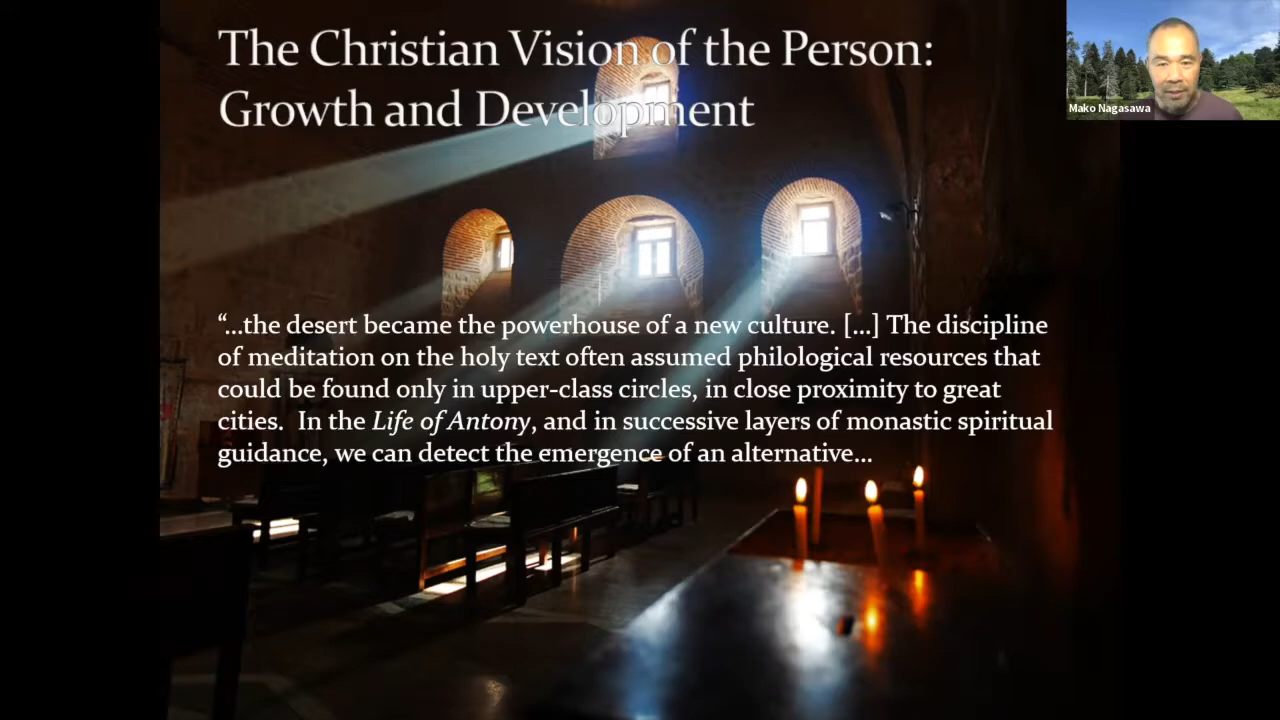 The Christian Vision of the Person:
Growth and Development
Mako Nagasawa
“...the desert became the powerhouse of a new culture. [...] The discipline
of meditation on the holy text often assumed philological resources that
could be found only in upper-class circles, in close proximity to great
cities.  In the Life of Antony, and in successive layers of monastic spiritual
guidance, we can detect the emergence of an alternative...